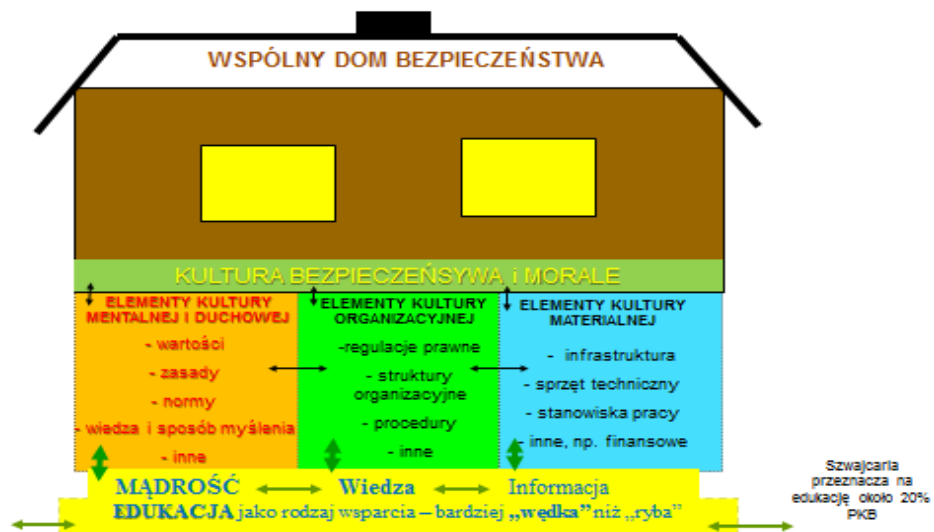 WSPÓLNY DOM BEZPIECZEŃSTWA
KULTURA BEZPIECZEŃSYWA i MORALE
ELEMENTY KULTURY
MENTALNEJ I DUCHOWEJ
- wartości
- zasady
- normy
- wiedza i sposób myślenia
- inne
ELEMENTY KULTURY
ORGANIZACYJNEJ
-regulacje prawne
- struktury
organizacyjne
- procedury
- inne
ELEMENTY KULTURY
MATERIALNEJ
- infrastruktura
- sprzęt techniczny
- stanowiska pracy
- inne, np. finansowe
MĄDROŚĆ Wiedza Informacja
EDUKACJA jako rodzaj wsparcia – bardziej „wędka” niż „ryba”
Szwajcaria
przeznacza na
edukację około 20%
PKB